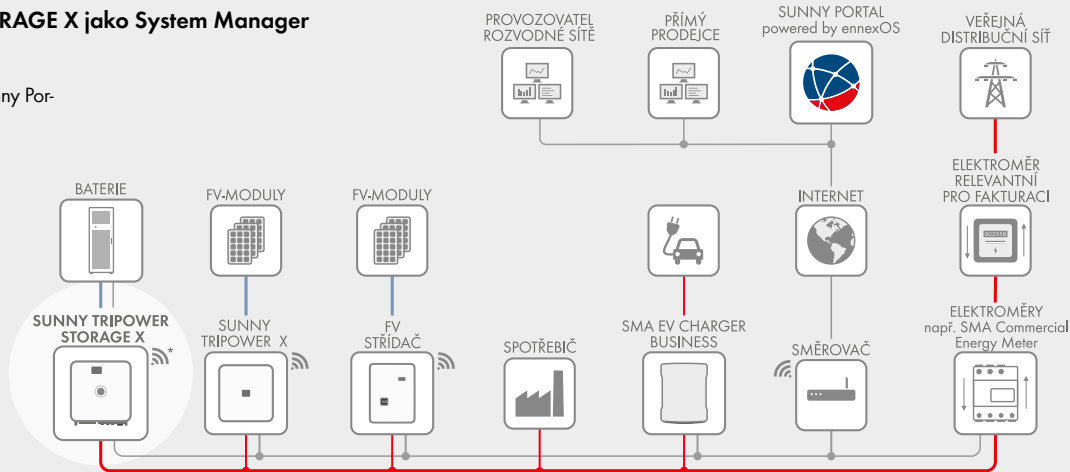 RAGE X jako System Manager
nny Por-
PROVOZOVATEL
ROZVODNÉ SÍTĚ
PŘÍMÝ
PRODEJCE
SUNNY PORTAL
powered by ennexOS
VEŘEJNÁ
DISTRIBUČNÍ SÍŤ
BATERIE
FV-MODULY
FV-MODULY
INTERNET
ELEKTROMĚR
RELEVANTNÍ
PRO FAKTURACI
SUNNY TRIPOWER
STORAGE X
*
SUNNY
TRIPOWER X
FV
STŘÍDAČ
SPOTŘEBIČ
SMA EV CHARGER
BUSINESS
SMĚROVAČ
ELEKTROMĚRY
např. SMA Commercial
Energy Meter